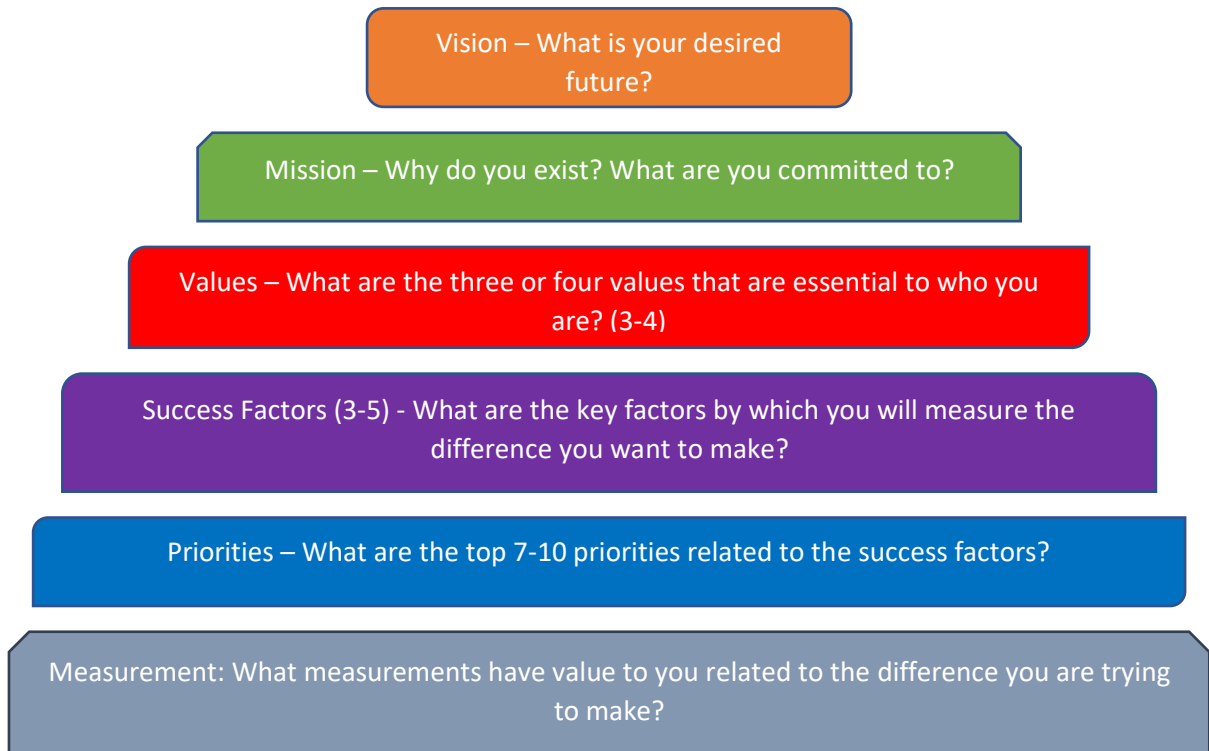 Vision – What is your desired
future?
Mission – Why do you exist? What are you committed to?
Values – What are the three or four values that are essential to who you
are? (3-4)
Success Factors (3-5) - What are the key factors by which you will measure the
difference you want to make?
Priorities – What are the top 7-10 priorities related to the success factors?
Measurement: What measurements have value to you related to the difference you are trying
to make?